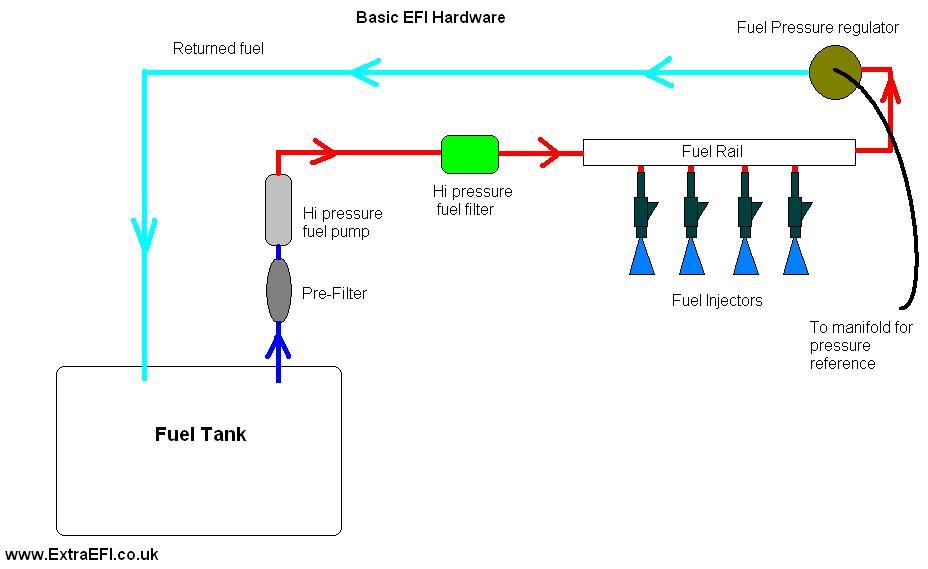 Basic EFI Hardware
Fuel Pressure regulator
Returned fuel
Fuel Rail
Hi pressure
fuel filter
Hi pressure
fuel pump
Pre-Filter
Fuel Injectors
To manifold for
pressure
reference
Fuel Tank
www.ExtraEFI.co.uk